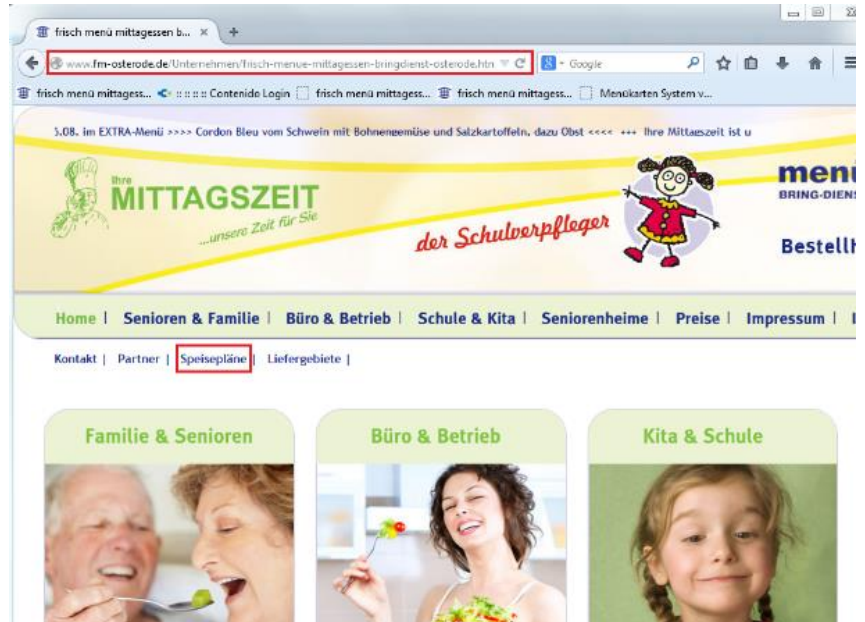 frisch menü mittagessen b... × +
www.fm-osterode.de/Unternehmen/frisch-menue-mittagessen-bringdienst-osterode.htn
8 - Google
frisch menü mittagess... :: :: :: :: Contenido Login frisch menü mittagess... frisch menü mittagess... Menükarten System v...
5.08. im EXTRA-Menü >>>> Cordon Bleu vom Schwein mit Bohnengemüse und Salzkartoffeln, dazu Obst <<<< +++ Ihre Mittagszeit ist u
Ihre
MITTAGSZEIT
...unsere Zeit für Sie
der Schulverpfleger
menü
BRING-DIENS
Bestellh
Home | Senioren & Familie | Büro & Betrieb | Schule & Kita | Seniorenheime | Preise | Impressum |
Kontakt | Partner | Speisepläne | Liefergebiete |
Familie & Senioren Büro & Betrieb Kita & Schule